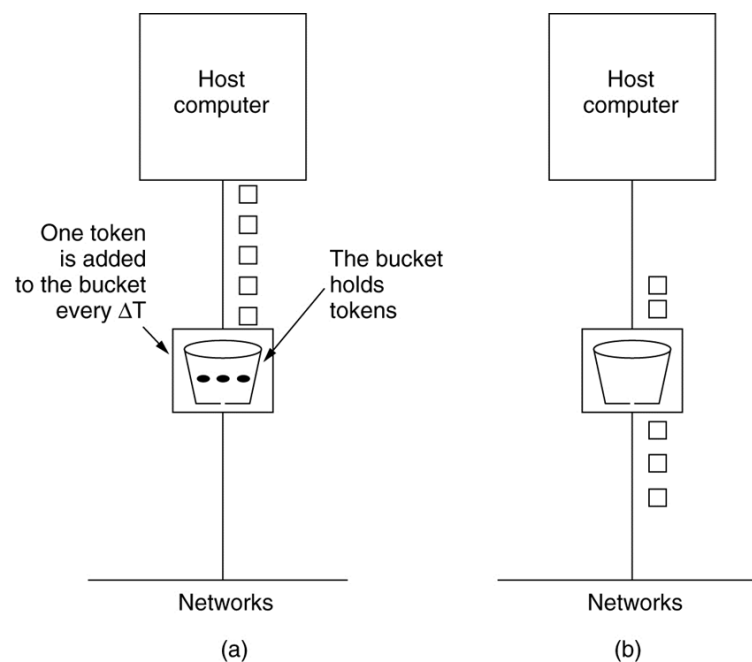 Host
computer
Host
computer
One token
is added
to the bucket
every ΔT
The bucket
holds
tokens
Networks
Networks
(a)
(b)